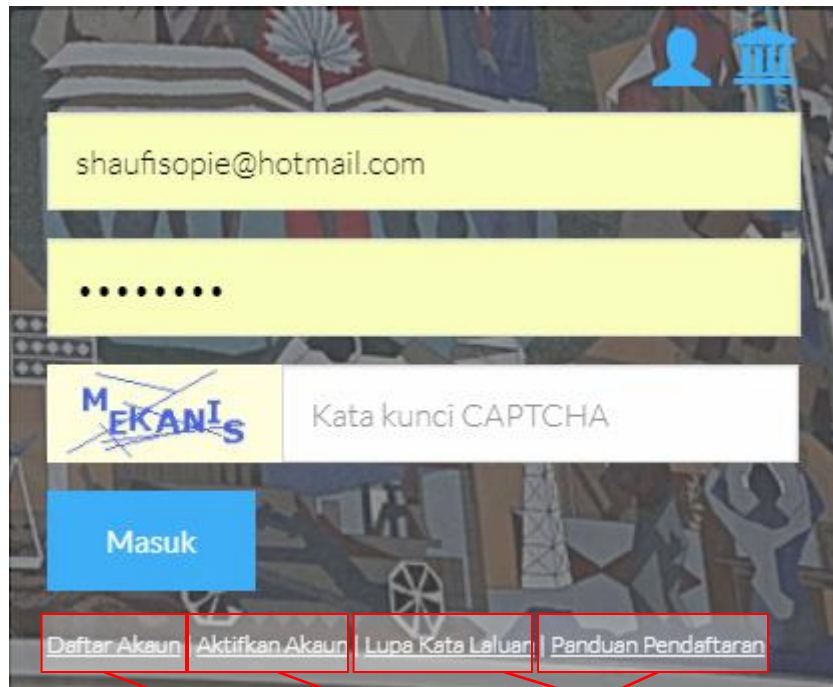 shaufisopie@hotmail.com
••••••••
MEKANIS
Kata kunci CAPTCHA
Masuk
Daftar Akaun | Aktifkan Akaun | Lupa Kata Laluan | Panduan Pendaftaran